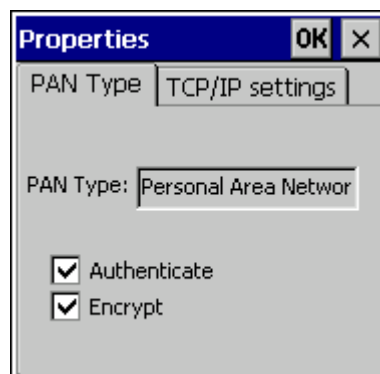 Properties OK ×
PAN Type TCP/IP settings
PAN Type: Personal Area Networ
Authenticate
Encrypt